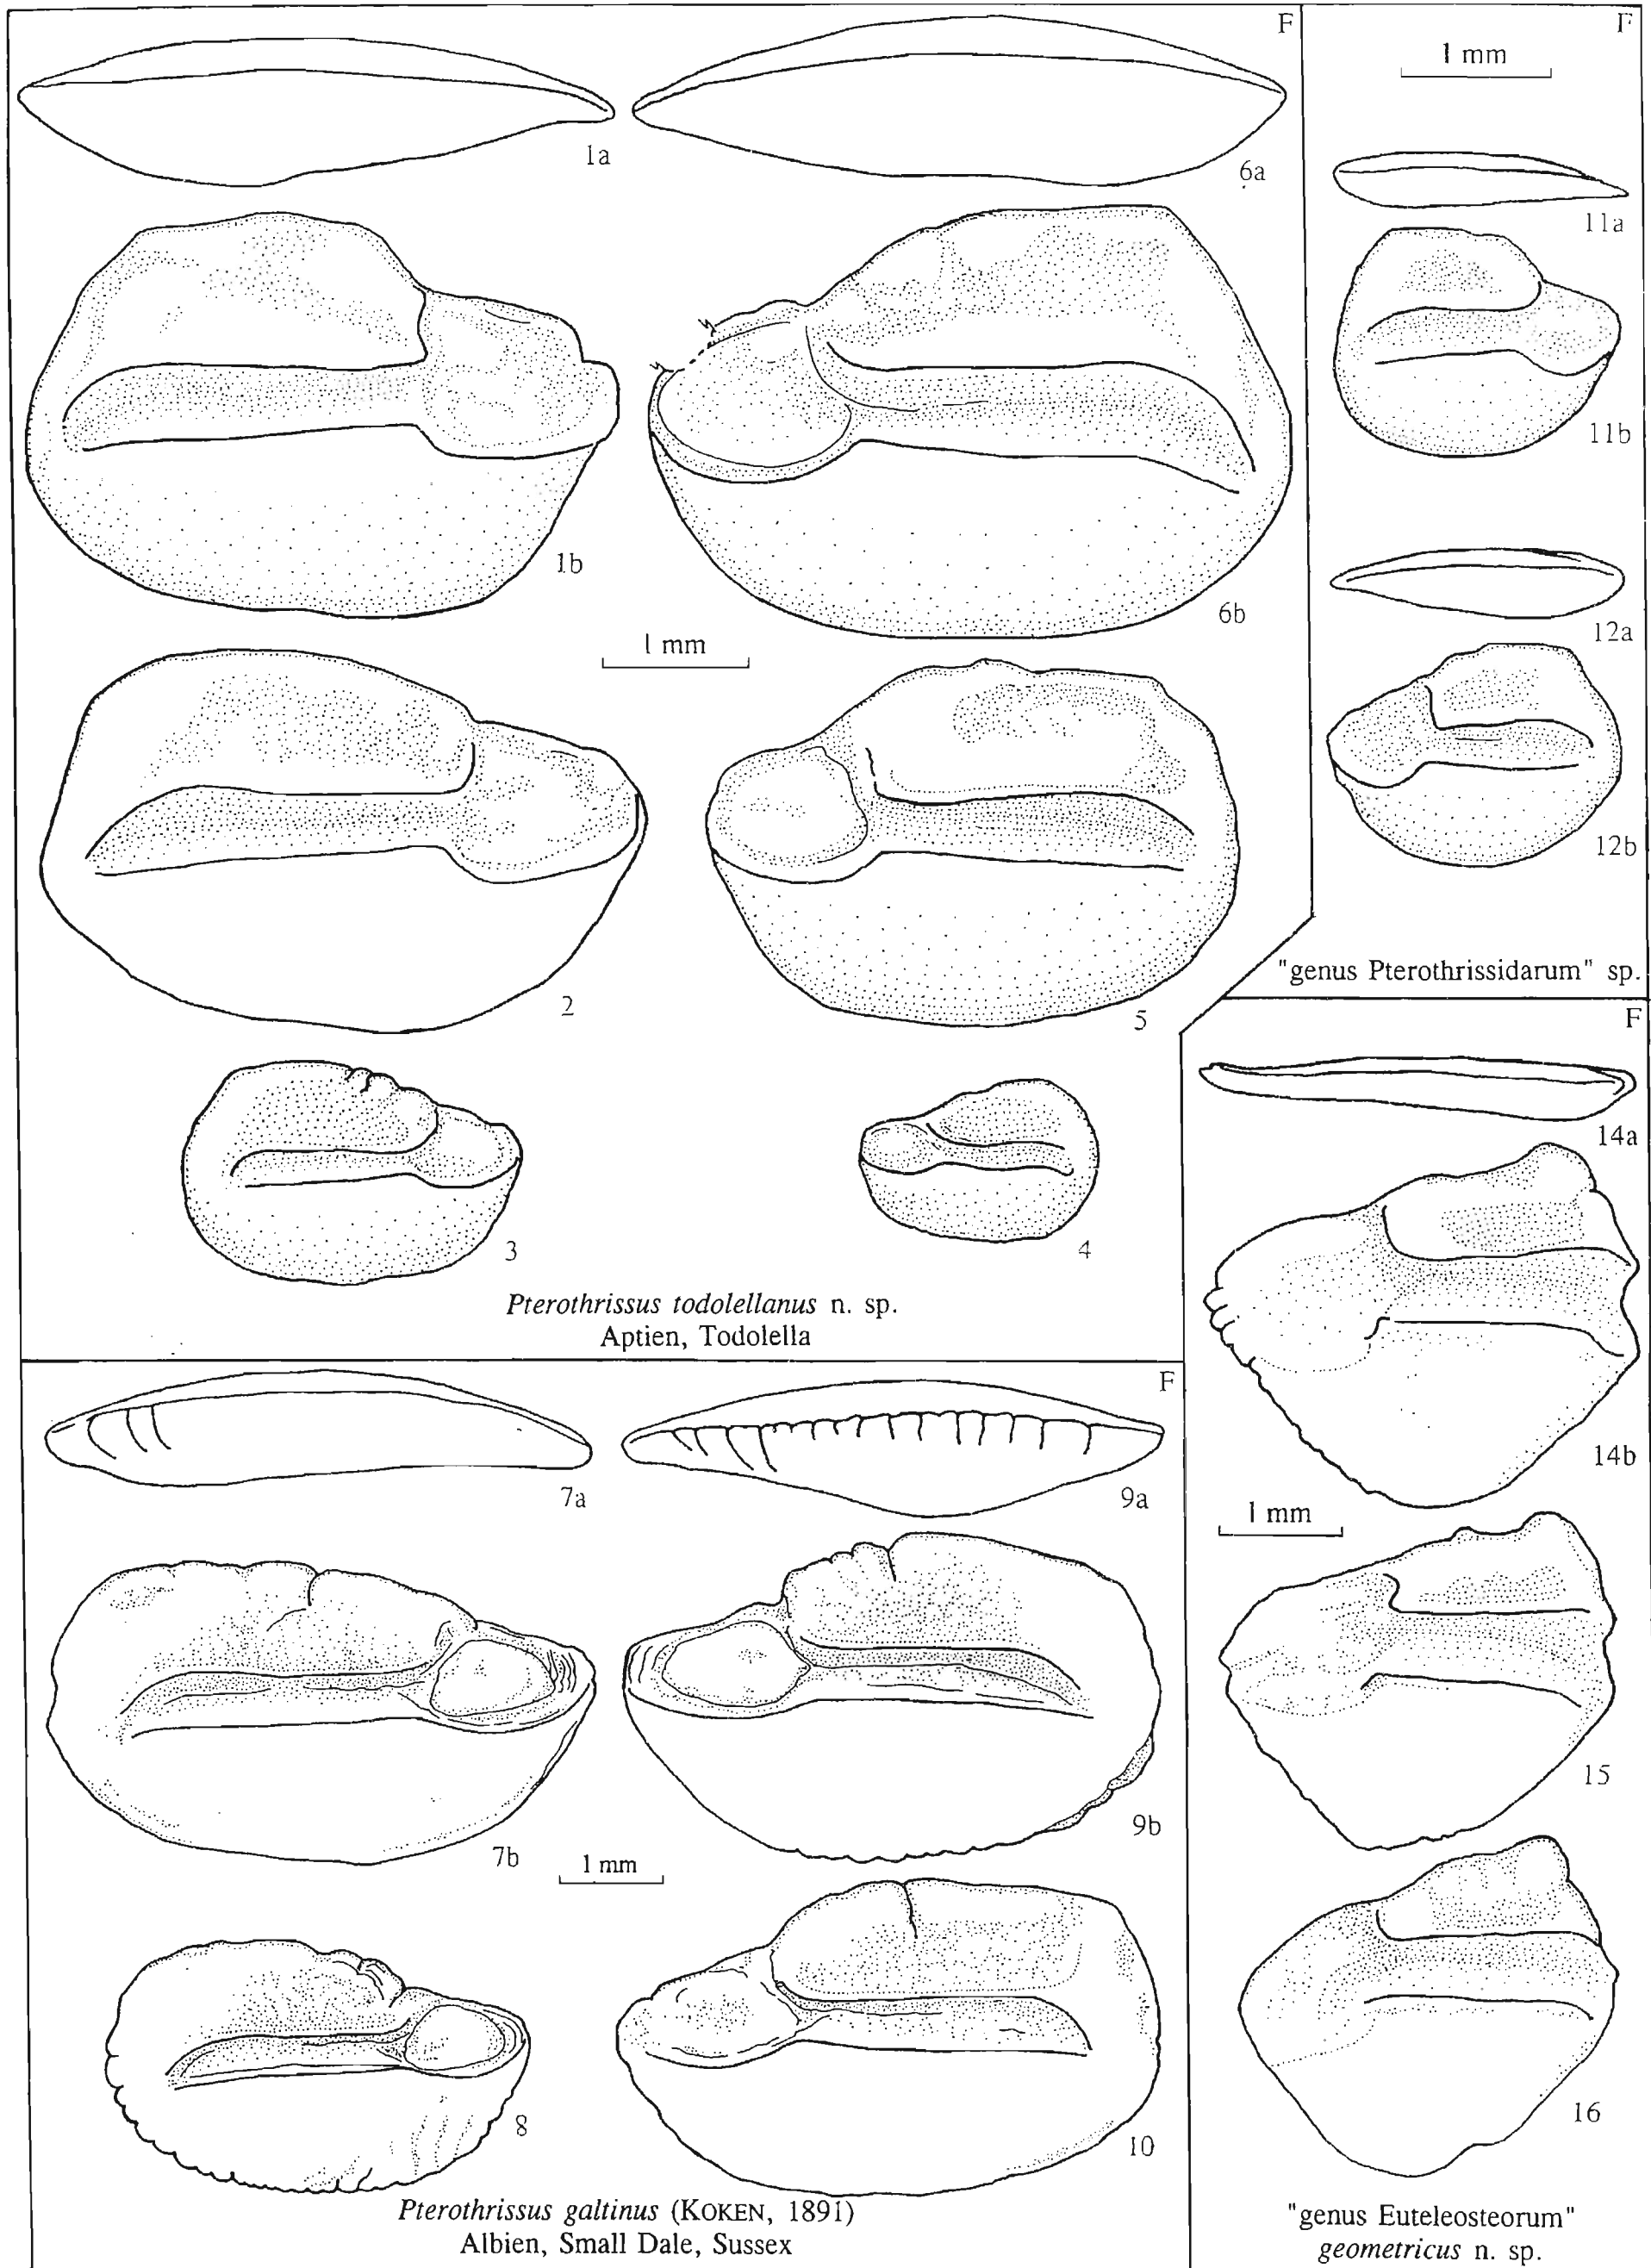 F
1a
6a
1b
6b
1 mm
2
5
3
4
Pterothrissus todolellanus n. sp.
Aptien, Todolella
F
1 mm
11a
11b
12a
12b
"genus Pterothrissidarum" sp.
F
7a
9a
7b
9b
1 mm
8
10
Pterothrissus galtinus (KOKEN, 1891)
Albien, Small Dale, Sussex
F
14a
14b
1 mm
15
16
"genus Euteleosteorum"
geometricus n. sp.